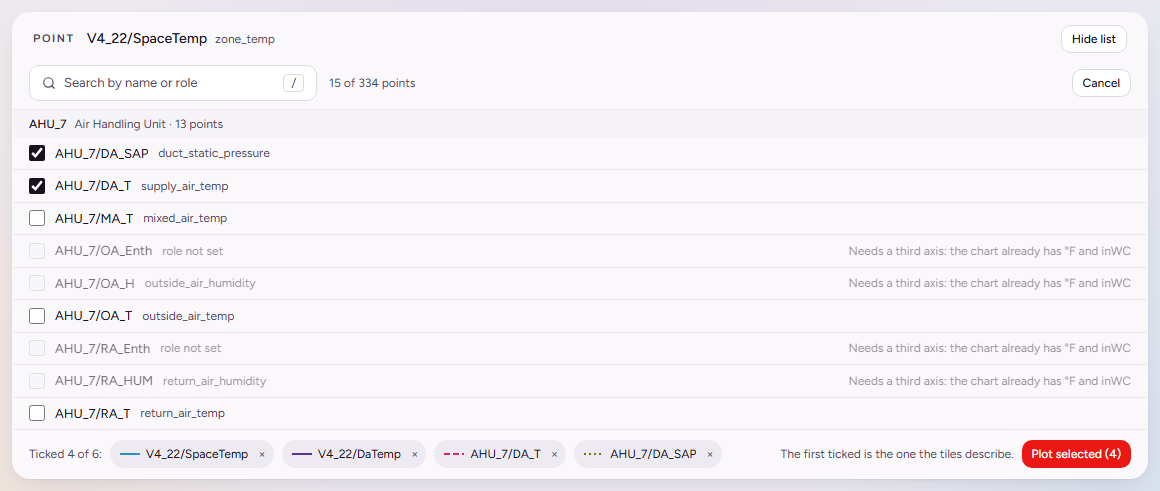 POINT V4_22/SpaceTemp zone_temp Hide list
Search by name or role / 15 of 334 points Cancel
AHU_7 Air Handling Unit · 13 points
AHU_7/DA_SAP duct_static_pressure
AHU_7/DA_T supply_air_temp
AHU_7/MA_T mixed_air_temp
AHU_7/OA_Enth role not set Needs a third axis: the chart already has °F and inWC
AHU_7/OA_H outside_air_humidity Needs a third axis: the chart already has °F and inWC
AHU_7/OA_T outside_air_temp
AHU_7/RA_Enth role not set Needs a third axis: the chart already has °F and inWC
AHU_7/RA_HUM return_air_humidity Needs a third axis: the chart already has °F and inWC
AHU_7/RA_T return_air_temp
Ticked 4 of 6: V4_22/SpaceTemp × V4_22/DaTemp × AHU_7/DA_T × AHU_7/DA_SAP × The first ticked is the one the tiles describe. Plot selected (4)